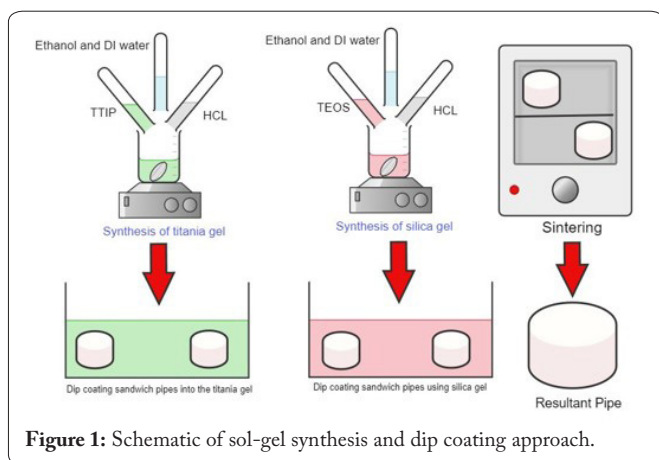 Ethanol and DI water
TTIP
HCL
Synthesis of titania gel
Dip coating sandwich pipes into the titania gel
Ethanol and DI water
TEOS
HCL
Synthesis of silica gel
Dip coating sandwich pipes using silica gel
Sintering
Resultant Pipe
Figure 1: Schematic of sol-gel synthesis and dip coating approach.